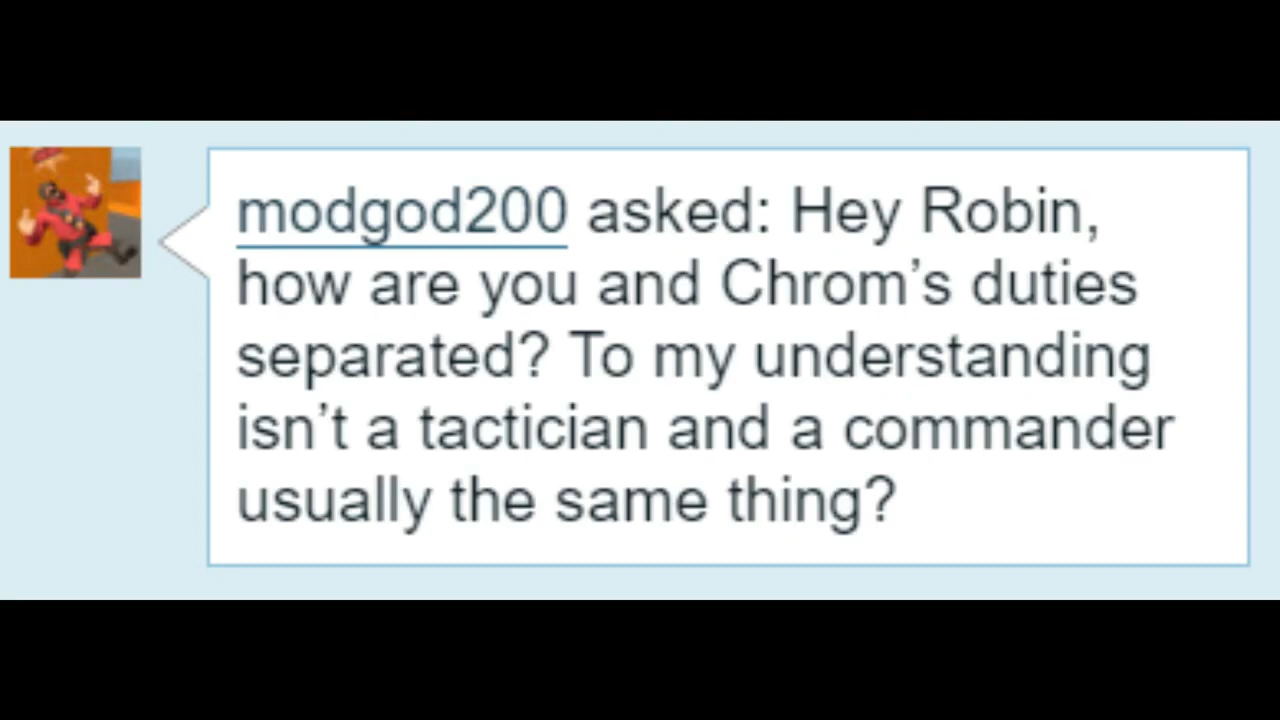 modgod200 asked: Hey Robin,
how are you and Chrom’s duties
separated? To my understanding
isn’t a tactician and a commander
usually the same thing?